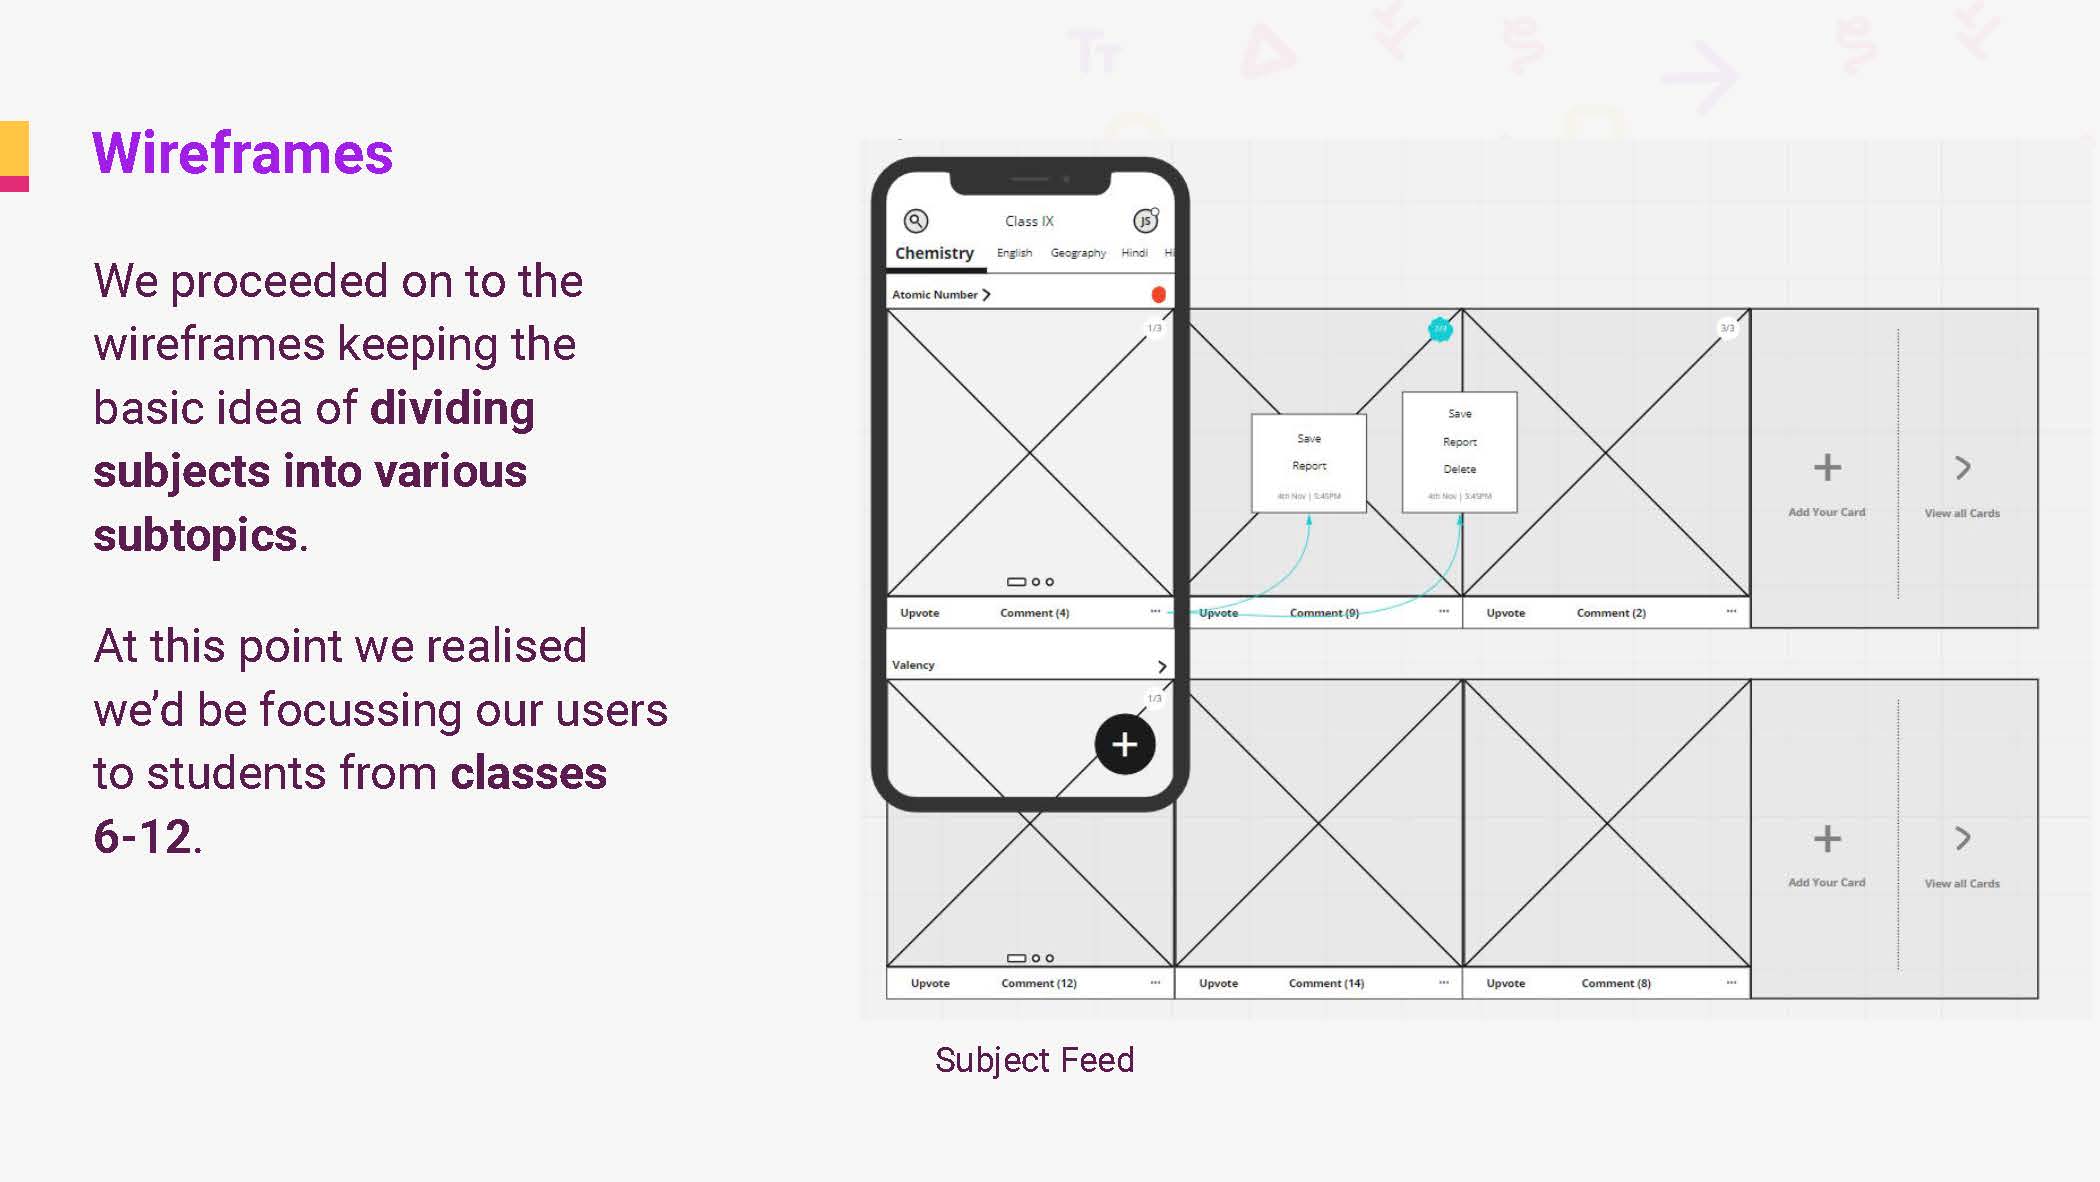 Wireframes
We proceeded on to the
wireframes keeping the
basic idea of dividing
subjects into various
subtopics.
At this point we realised
we’d be focussing our users
to students from classes
6-12.
Class IX
JS
Chemistry English Geography Hindi Hi
Atomic Number
1/3
3/3
Save
Report
4th Nov | 5:45PM
Save
Report
Delete
4th Nov | 5:45PM
Add Your Card
View all Cards
Upvote Comment (4) ...
Upvote Comment (9) ...
Upvote Comment (2) ...
Valency
1/3
Add Your Card
View all Cards
Upvote Comment (12) ...
Upvote Comment (14) ...
Upvote Comment (8) ...
Subject Feed